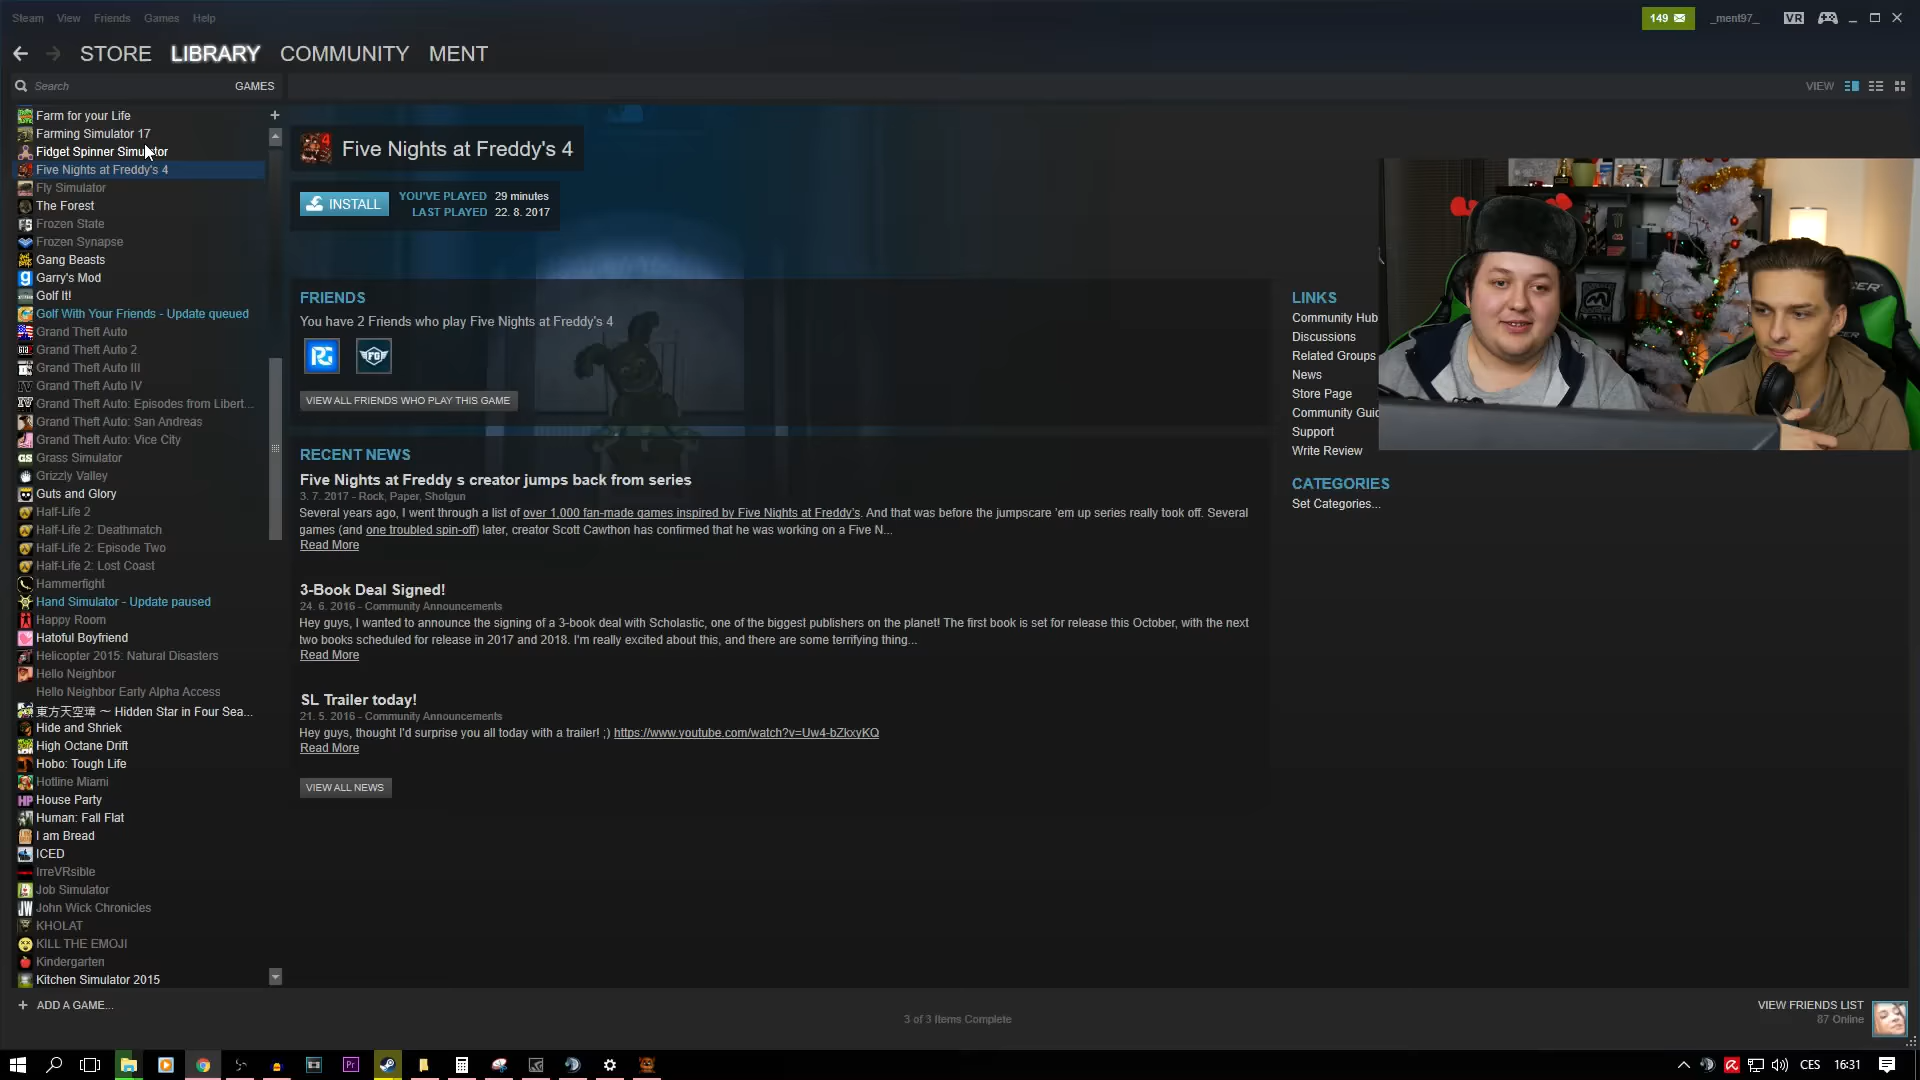 Steam View Friends Games Help
149
_ment97_
VR
STORE LIBRARY COMMUNITY MENT
Search
GAMES
VIEW
Farm for your Life
Farming Simulator 17
Fidget Spinner Simulator
Five Nights at Freddy's 4
Fly Simulator
The Forest
Frozen State
Frozen Synapse
Gang Beasts
Garry's Mod
Golf It!
Golf With Your Friends - Update queued
Grand Theft Auto
Grand Theft Auto 2
Grand Theft Auto III
Grand Theft Auto IV
Grand Theft Auto: Episodes from Libert...
Grand Theft Auto: San Andreas
Grand Theft Auto: Vice City
Grass Simulator
Grizzly Valley
Guts and Glory
Half-Life 2
Half-Life 2: Deathmatch
Half-Life 2: Episode Two
Half-Life 2: Lost Coast
Hammerfight
Hand Simulator - Update paused
Happy Room
Hatoful Boyfriend
Helicopter 2015: Natural Disasters
Hello Neighbor
Hello Neighbor Early Alpha Access
東方天空璋 ～ Hidden Star in Four Sea...
Hide and Shriek
High Octane Drift
Hobo: Tough Life
Hotline Miami
House Party
Human: Fall Flat
I am Bread
ICED
IrreVRsible
Job Simulator
John Wick Chronicles
KHOLAT
KILL THE EMOJI
Kindergarten
Kitchen Simulator 2015
+ ADD A GAME...
Five Nights at Freddy's 4
INSTALL
YOU'VE PLAYED 29 minutes
LAST PLAYED 22. 8. 2017
FRIENDS
You have 2 Friends who play Five Nights at Freddy's 4
VIEW ALL FRIENDS WHO PLAY THIS GAME
RECENT NEWS
Five Nights at Freddy s creator jumps back from series
3. 7. 2017 - Rock, Paper, Shotgun
Several years ago, I went through a list of over 1,000 fan-made games inspired by Five Nights at Freddy's. And that was before the jumpscare 'em up series really took off. Several
games (and one troubled spin-off) later, creator Scott Cawthon has confirmed that he was working on a Five N...
Read More
3-Book Deal Signed!
24. 6. 2016 - Community Announcements
Hey guys, I wanted to announce the signing of a 3-book deal with Scholastic, one of the biggest publishers on the planet! The first book is set for release this October, with the next
two books scheduled for release in 2017 and 2018. I'm really excited about this, and there are some terrifying thing...
Read More
SL Trailer today!
21. 5. 2016 - Community Announcements
Hey guys, thought I'd surprise you all today with a trailer! ;) https://www.youtube.com/watch?v=Uw4-bZkxyKQ
Read More
VIEW ALL NEWS
LINKS
Community Hub
Discussions
Related Groups
News
Store Page
Community Guid
Support
Write Review
CATEGORIES
Set Categories...
3 of 3 Items Complete
VIEW FRIENDS LIST
87 Online
CES 16:31